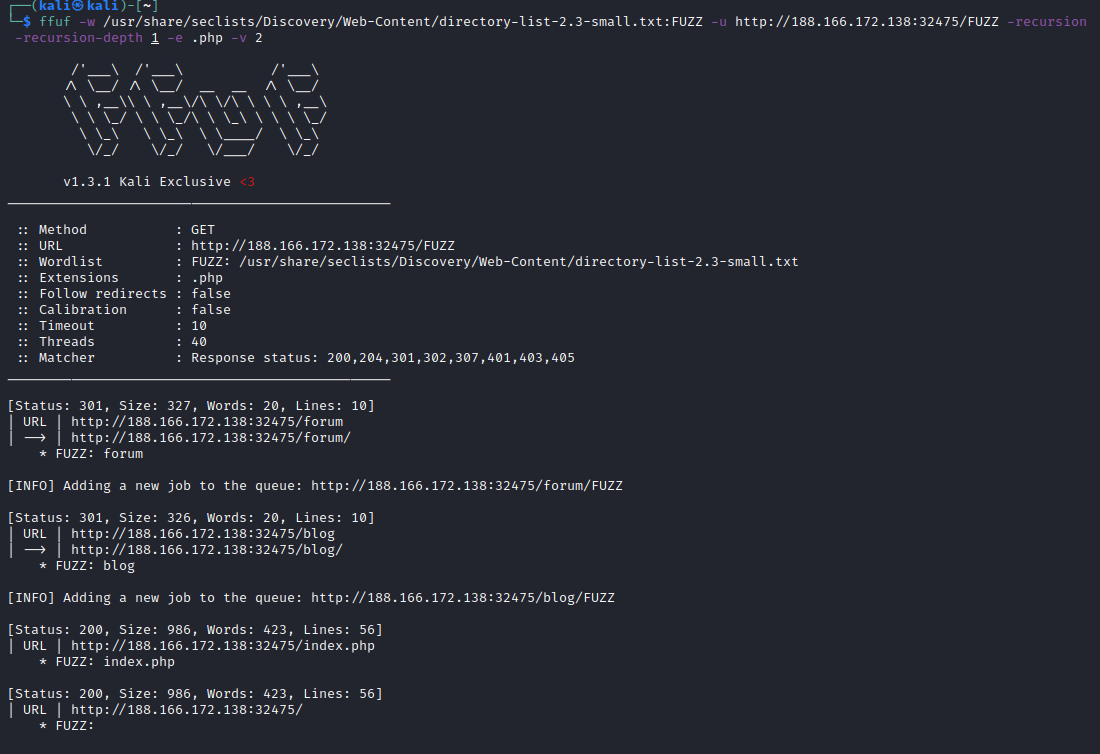 ┌──(kali㉿kali)-[~]
└─$ ffuf -w /usr/share/seclists/Discovery/Web-Content/directory-list-2.3-small.txt:FUZZ -u http://188.166.172.138:32475/FUZZ -recursion
-recursion-depth 1 -e .php -v 2

        /'___\  /'___\           /'___\
       /\ \__/ /\ \__/  __  __  /\ \__/
       \ \ ,__\\ \ ,__\/\ \/\ \ \ \ ,__\
        \ \ \_/ \ \ \_/\ \ \_\ \ \ \ \_/
         \ \_\   \ \_\  \ \____/  \ \_\
          \/_/    \/_/   \/___/    \/_/

       v1.3.1 Kali Exclusive <3
________________________________________________

 :: Method           : GET
 :: URL              : http://188.166.172.138:32475/FUZZ
 :: Wordlist         : FUZZ: /usr/share/seclists/Discovery/Web-Content/directory-list-2.3-small.txt
 :: Extensions       : .php
 :: Follow redirects : false
 :: Calibration      : false
 :: Timeout          : 10
 :: Threads          : 40
 :: Matcher          : Response status: 200,204,301,302,307,401,403,405
________________________________________________

[Status: 301, Size: 327, Words: 20, Lines: 10]
| URL | http://188.166.172.138:32475/forum
| --> | http://188.166.172.138:32475/forum/
    * FUZZ: forum

[INFO] Adding a new job to the queue: http://188.166.172.138:32475/forum/FUZZ

[Status: 301, Size: 326, Words: 20, Lines: 10]
| URL | http://188.166.172.138:32475/blog
| --> | http://188.166.172.138:32475/blog/
    * FUZZ: blog

[INFO] Adding a new job to the queue: http://188.166.172.138:32475/blog/FUZZ

[Status: 200, Size: 986, Words: 423, Lines: 56]
| URL | http://188.166.172.138:32475/index.php
    * FUZZ: index.php

[Status: 200, Size: 986, Words: 423, Lines: 56]
| URL | http://188.166.172.138:32475/
    * FUZZ: